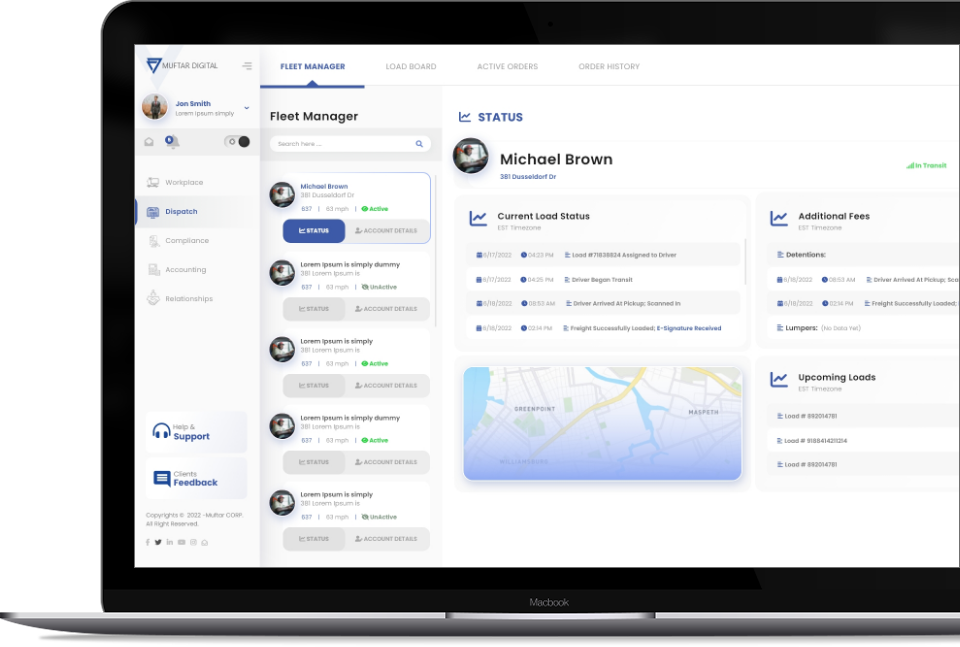 MUFTAR DIGITAL
FLEET MANAGER
LOAD BOARD
ACTIVE ORDERS
ORDER HISTORY
Jon Smith
Lorem ipsum simply
Workplace
Dispatch
Compliance
Accounting
Relationships
Help &
Support
Clients
Feedback
Copyrights © 2022 -Muftar CORP.
All Right Reserved.
Fleet Manager
Search here ...
Michael Brown
381 Dusseldorf Dr
637 | 63 mph | Active
STATUS ACCOUNT DETAILS
Lorem Ipsum is simply dummy
381 Lorem Ipsum is
637 | 63 mph | UnActive
STATUS ACCOUNT DETAILS
Lorem Ipsum is simply
381 Lorem Ipsum is
637 | 63 mph | Active
STATUS ACCOUNT DETAILS
Lorem Ipsum is simply dummy
381 Lorem Ipsum is
637 | 63 mph | Active
STATUS ACCOUNT DETAILS
Lorem Ipsum is simply
381 Lorem Ipsum is
637 | 63 mph | UnActive
STATUS ACCOUNT DETAILS
STATUS
Michael Brown
381 Dusseldorf Dr
In Transit
Current Load Status
EST Timezone
6/17/2022 04:23 PM Load #71838824 Assigned to Driver
6/17/2022 04:25 PM Driver Began Transit
6/18/2022 08:53 AM Driver Arrived At Pickup; Scanned In
6/18/2022 02:14 PM Freight Successfully Loaded; E-Signature Received
GREENPOINT
MASPETH
WILLIAMSBURG
Additional Fees
EST Timezone
Detentions:
6/18/2022 08:53 AM Driver Arrived At Pickup; Sca
6/18/2022 02:14 PM Freight Successfully Loaded;
Lumpers: (No Data Yet)
Upcoming Loads
EST Timezone
Load # 892014781
Load # 9188414211214
Load # 892014781
Macbook